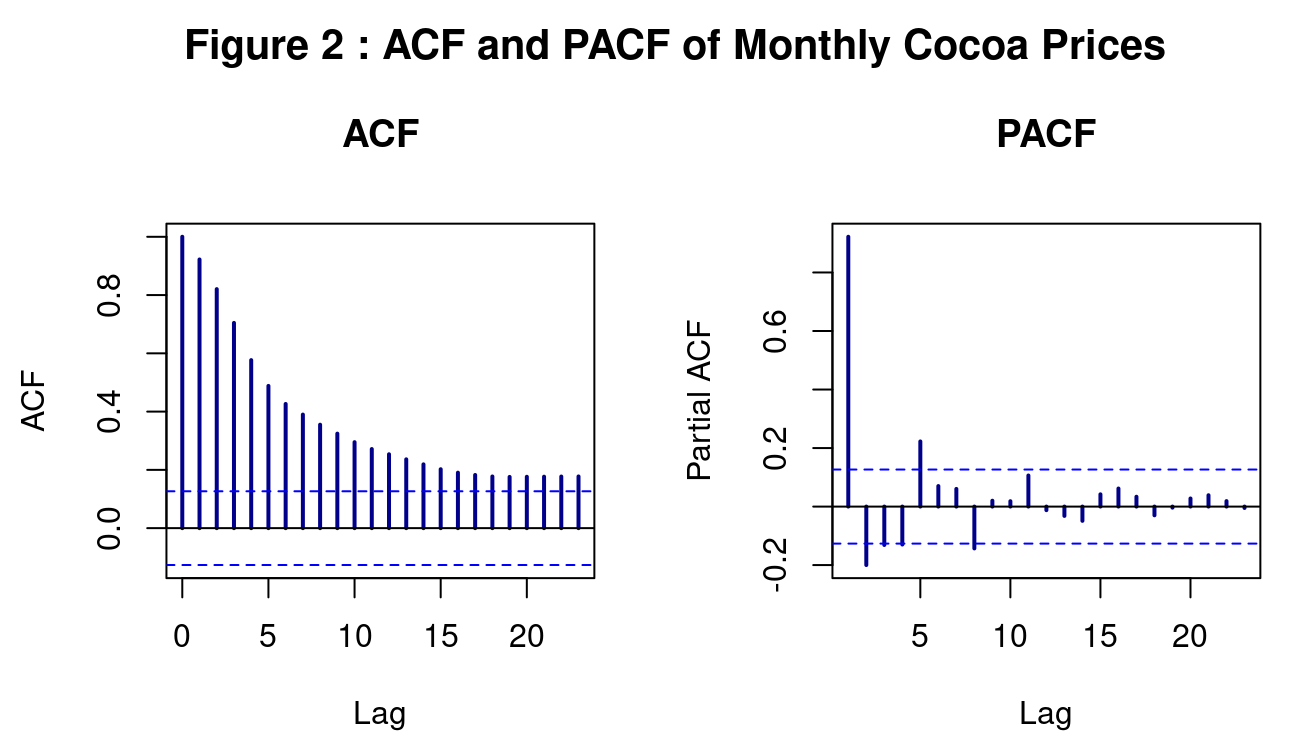 Figure 2 : ACF and PACF of Monthly Cocoa Prices
ACF
ACF
0.0 0.4 0.8
0 5 10 15 20
Lag
PACF
Partial ACF
-0.2 0.2 0.6
5 10 15 20
Lag